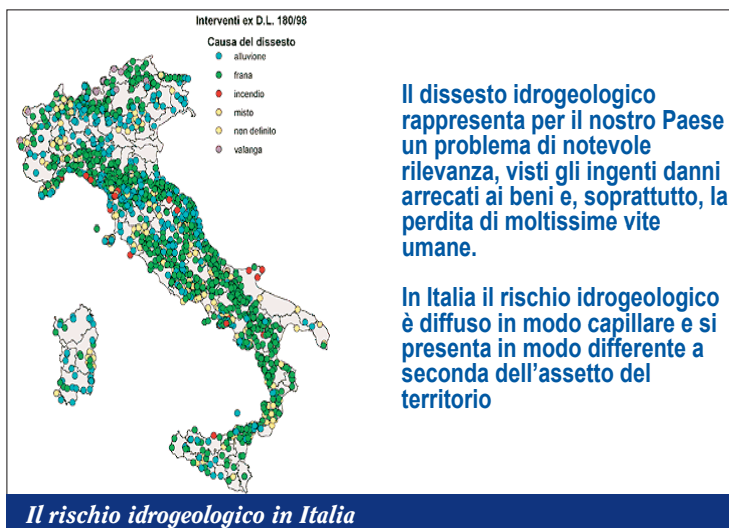 Interventi ex D.L. 180/98
Causa del dissesto
alluvione
frana
incendio
misto
non definito
valanga
Il dissesto idrogeologico
rappresenta per il nostro Paese
un problema di notevole
rilevanza, visti gli ingenti danni
arrecati ai beni e, soprattutto, la
perdita di moltissime vite
umane.
In Italia il rischio idrogeologico
è diffuso in modo capillare e si
presenta in modo differente a
seconda dell’assetto del
territorio
Il rischio idrogeologico in Italia